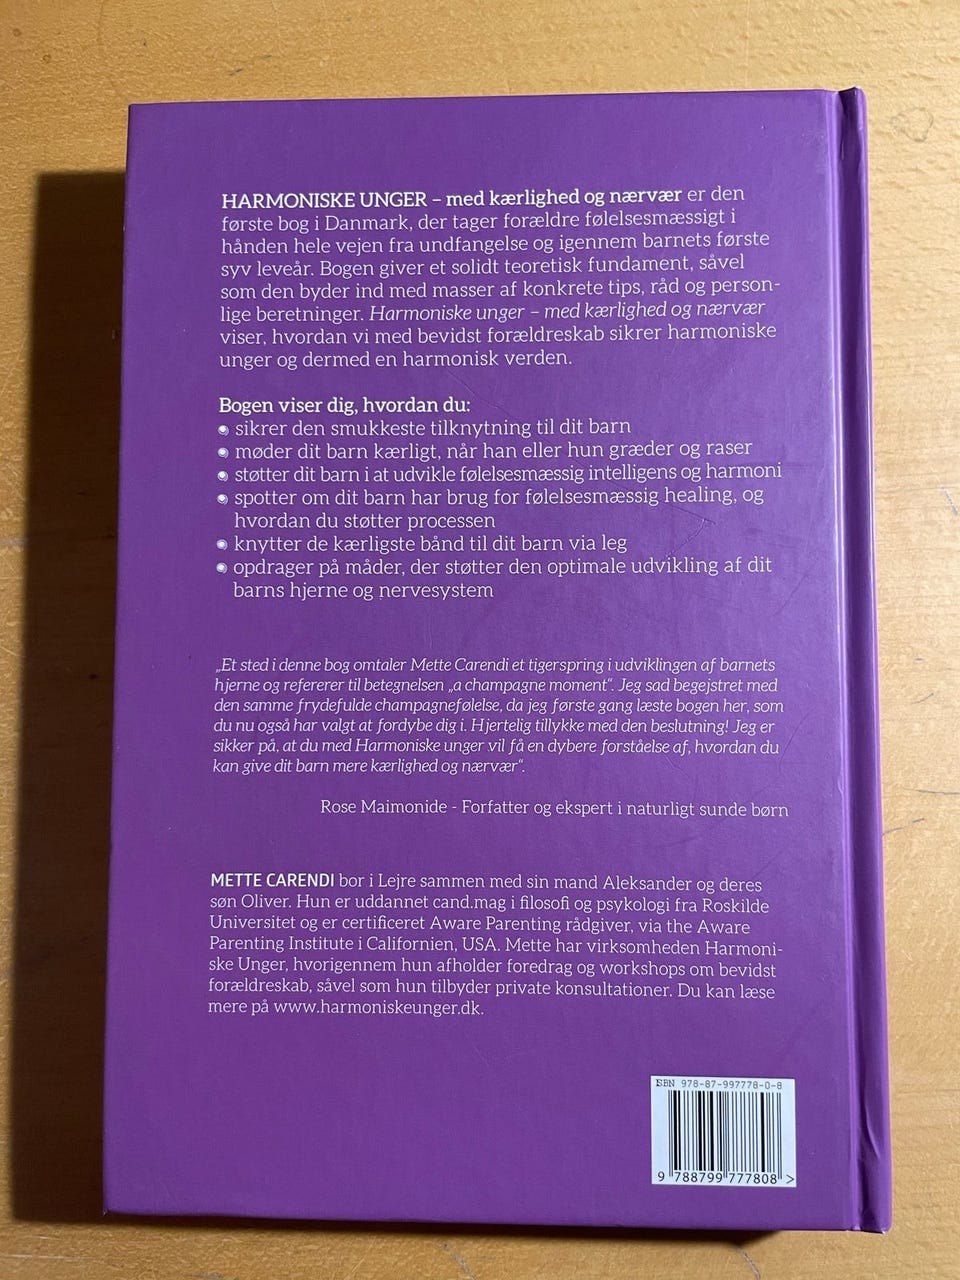 HARMONISKE UNGER – med kærlighed og nærvær er den
første bog i Danmark, der tager forældre følelsesmæssigt i
hånden hele vejen fra undfangelse og igennem barnets første
syv leveår. Bogen giver et solidt teoretisk fundament, såvel
som den byder ind med masser af konkrete tips, råd og person-
lige beretninger. Harmoniske unger – med kærlighed og nærvær
viser, hvordan vi med bevidst forældreskab sikrer harmoniske
unger og dermed en harmonisk verden.
Bogen viser dig, hvordan du:
sikrer den smukkeste tilknytning til dit barn
møder dit barn kærligt, når han eller hun græder og raser
støtter dit barn i at udvikle følelsesmæssig intelligens og harmoni
spotter om dit barn har brug for følelsesmæssig healing, og
hvordan du støtter processen
knytter de kærligste bånd til dit barn via leg
opdrager på måder, der støtter den optimale udvikling af dit
barns hjerne og nervesystem
„Et sted i denne bog omtaler Mette Carendi et tigerspring i udviklingen af barnets
hjerne og refererer til betegnelsen „a champagne moment“. Jeg sad begejstret med
den samme frydefulde champagnefølelse, da jeg første gang læste bogen her, som
du nu også har valgt at fordybe dig i. Hjertelig tillykke med den beslutning! Jeg er
sikker på, at du med Harmoniske unger vil få en dybere forståelse af, hvordan du
kan give dit barn mere kærlighed og nærvær“.
Rose Maimonide - Forfatter og ekspert i naturligt sunde børn
METTE CARENDI bor i Lejre sammen med sin mand Aleksander og deres
søn Oliver. Hun er uddannet cand.mag i filosofi og psykologi fra Roskilde
Universitet og er certificeret Aware Parenting rådgiver, via the Aware
Parenting Institute i Californien, USA. Mette har virksomheden Harmoni-
ske Unger, hvorigennem hun afholder foredrag og workshops om bevidst
forældreskab, såvel som hun tilbyder private konsultationer. Du kan læse
mere på www.harmoniskeunger.dk.
ISBN 978-87-997778-0-8
9 788799 777808 >